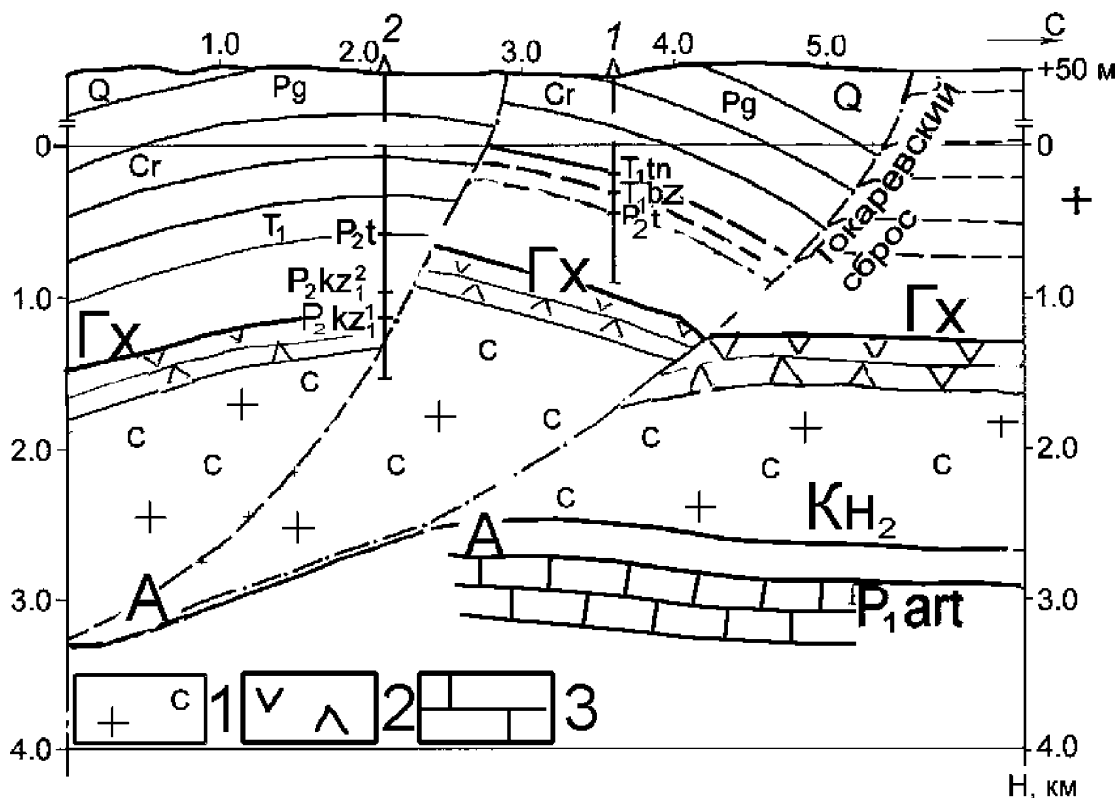 С
2
1
1.0 2.0 3.0 4.0 5.0
+50 м
Q Pg Cr Pg Q
0 0
Cr
Токаревский
сброс
T₁tn
T₁bz
P₂t
T₁ P₂t
P₂kz₁²
P₂kz₁¹
Гх Гх Гх
1.0 1.0
С
С
С
С С С
С С С С
2.0 2.0
С
Кн₂
А А
3.0 3.0
P₁art
С 1 2 3
4.0 4.0
Н, км